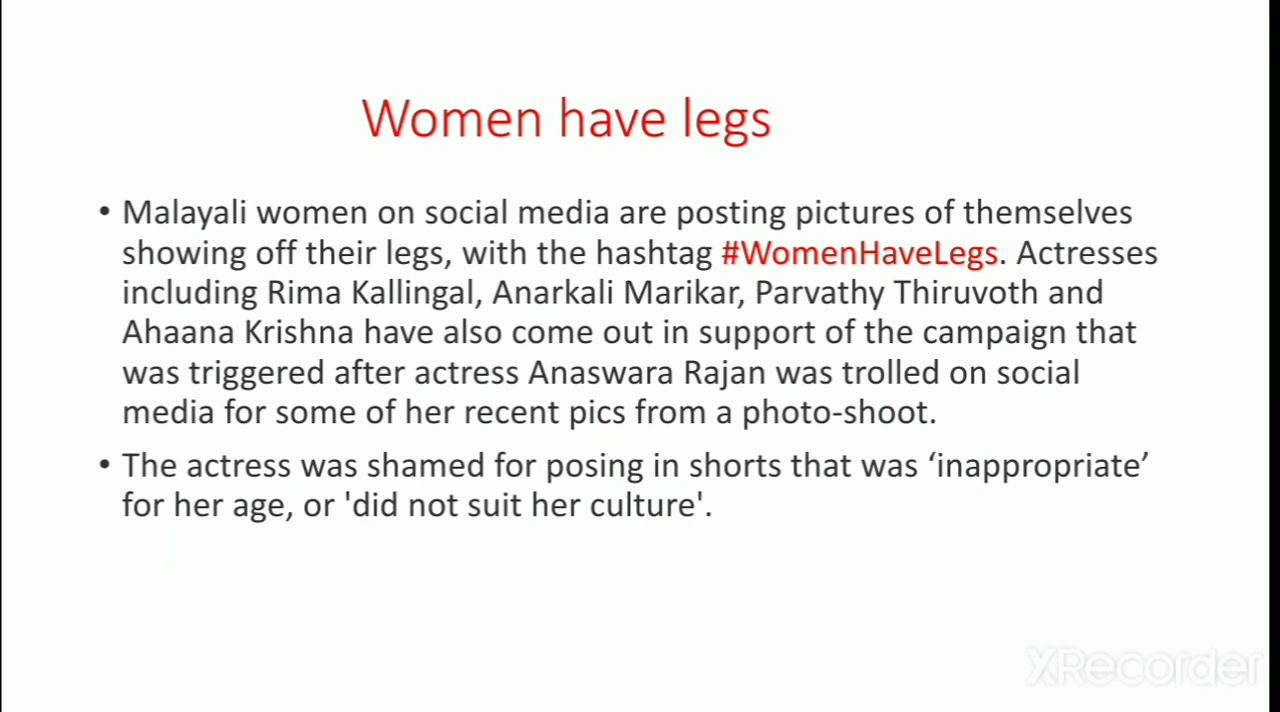 Women have legs
• Malayali women on social media are posting pictures of themselves
showing off their legs, with the hashtag #WomenHaveLegs. Actresses
including Rima Kallingal, Anarkali Marikar, Parvathy Thiruvoth and
Ahaana Krishna have also come out in support of the campaign that
was triggered after actress Anaswara Rajan was trolled on social
media for some of her recent pics from a photo-shoot.
• The actress was shamed for posing in shorts that was ‘inappropriate’
for her age, or 'did not suit her culture'.
XRecorder